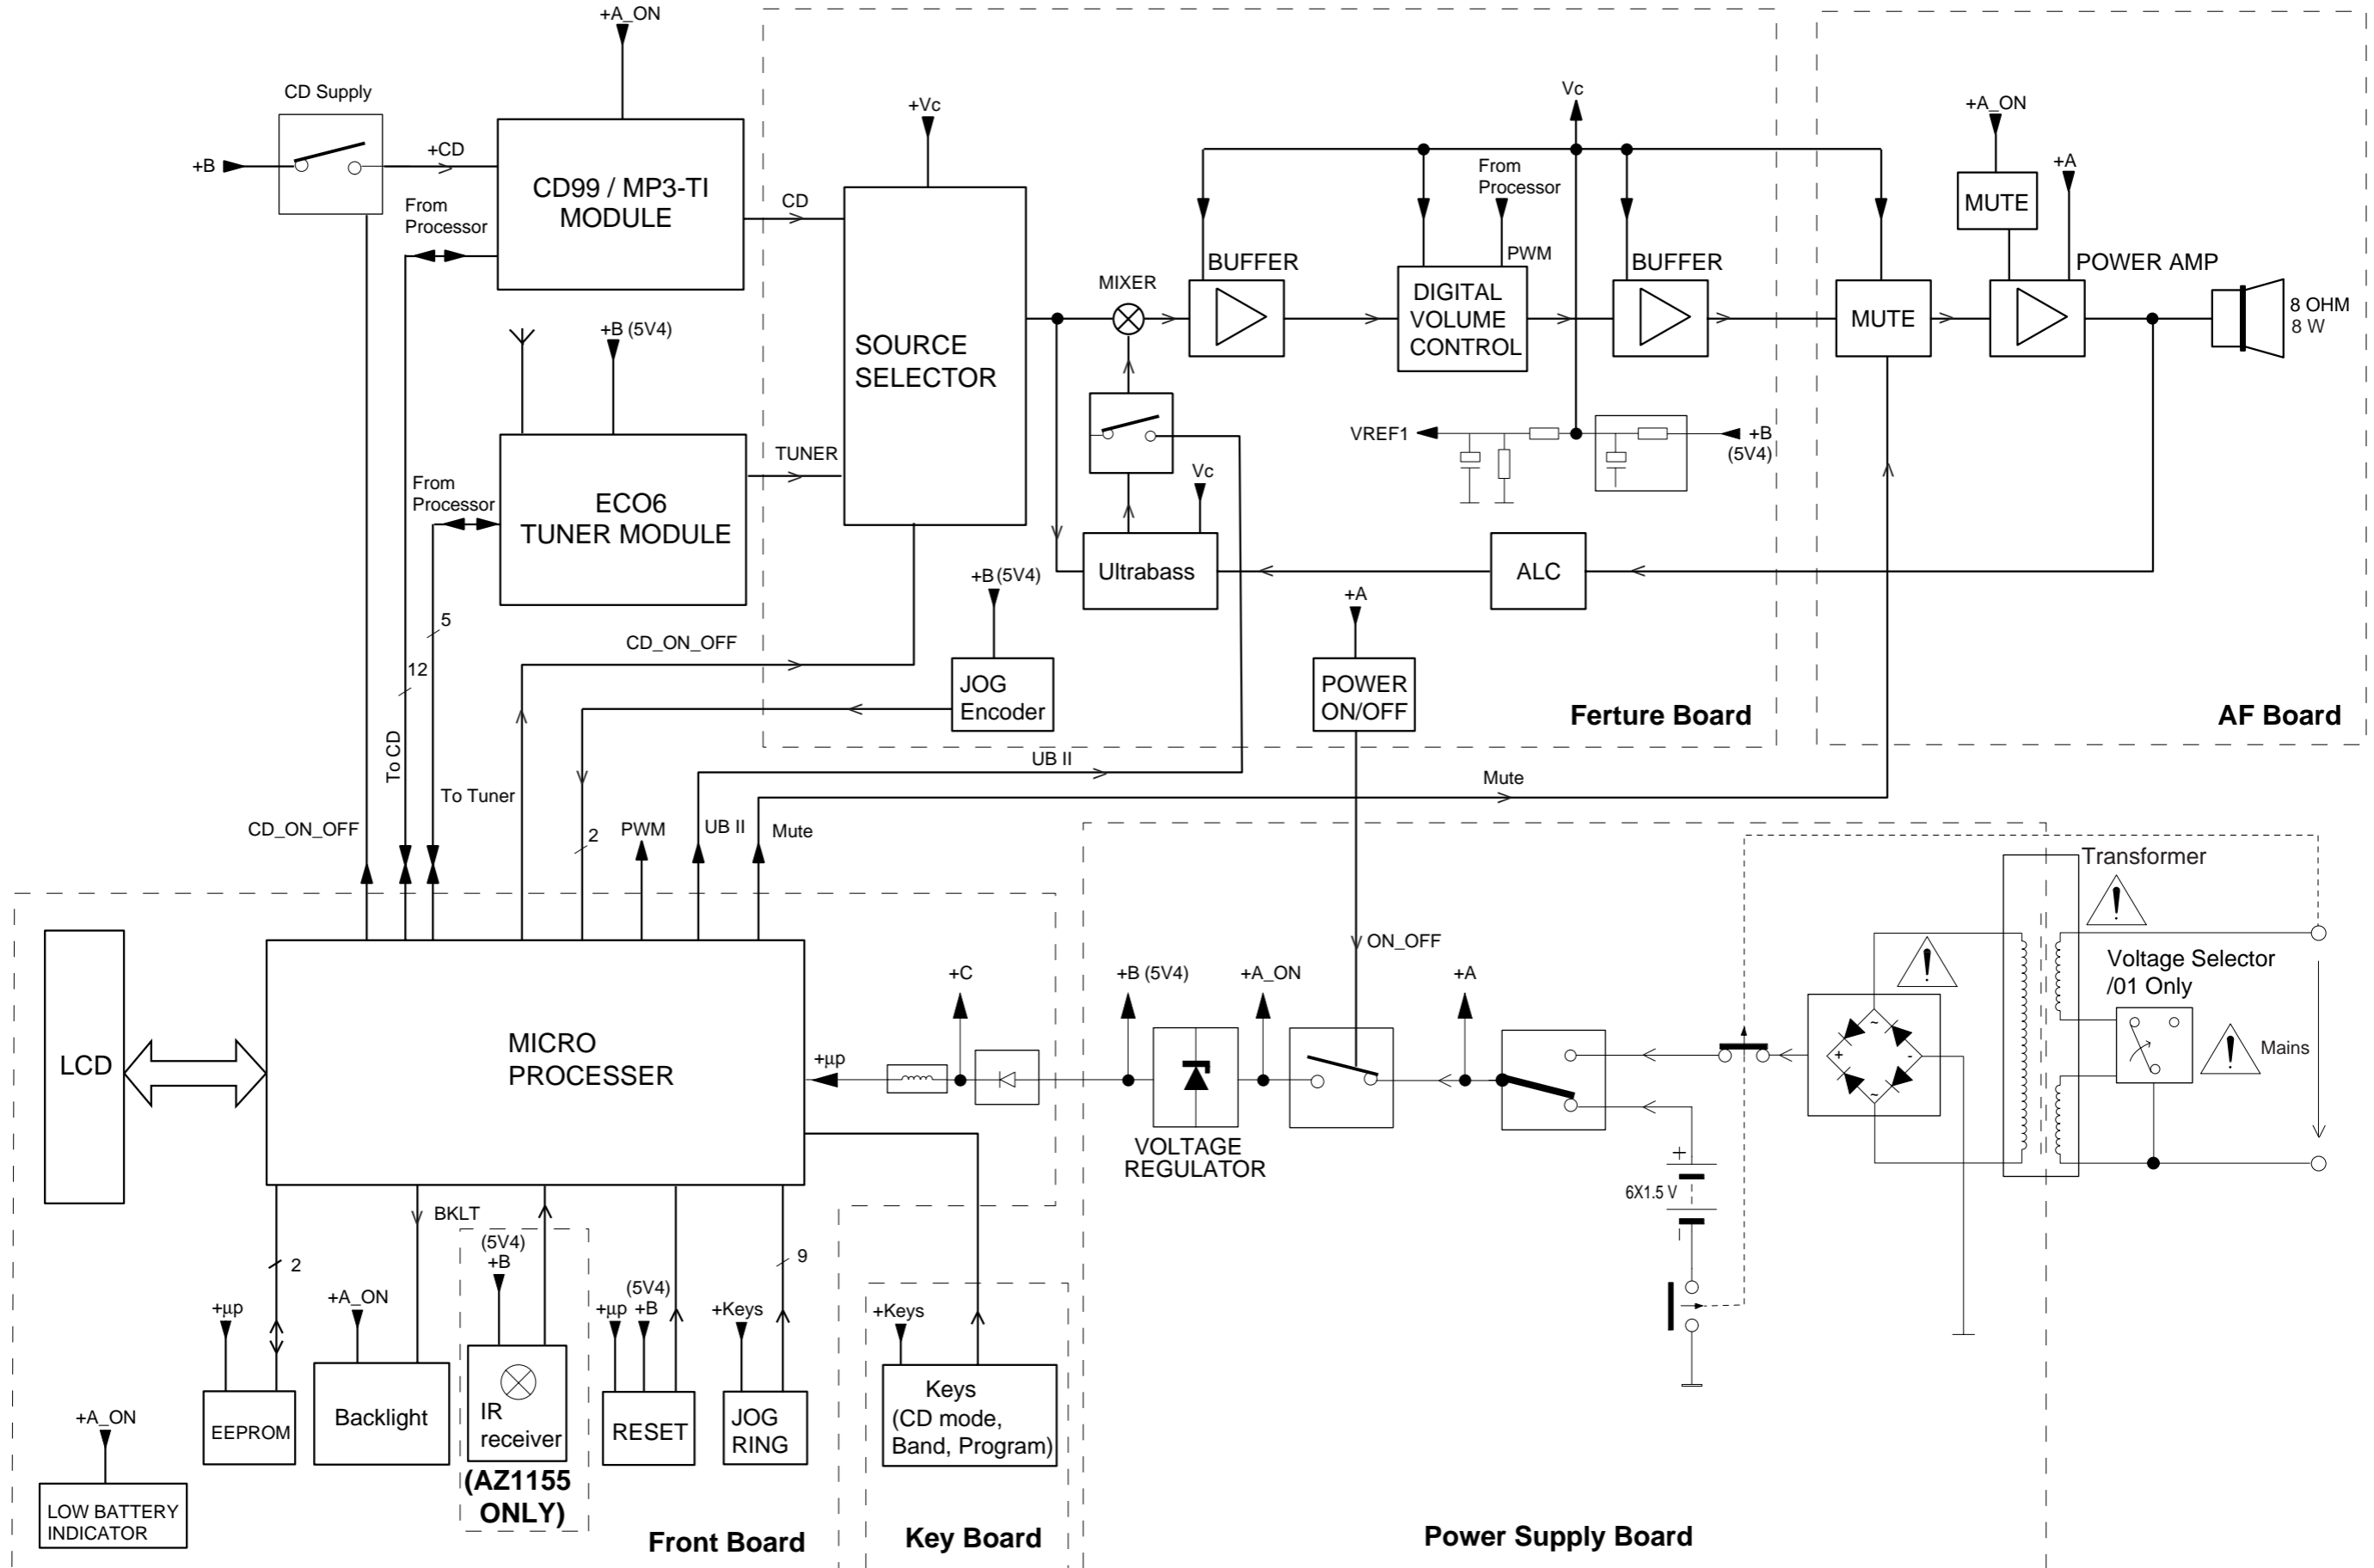 +A_ON
CD Supply
+B
+CD
CD99 / MP3-TI
MODULE
From
Processor
CD
+Vc
SOURCE
SELECTOR
+B (5V4)
TUNER
From
Processor
ECO6
TUNER MODULE
MIXER
BUFFER
From
Processor
PWM
DIGITAL
VOLUME
CONTROL
Vc
BUFFER
VREF1
+B
(5V4)
Vc
Ultrabass
ALC
+A_ON
MUTE
+A
POWER AMP
MUTE
8 OHM
8 W
5
12
CD_ON_OFF
+B (5V4)
JOG
Encoder
+A
POWER
ON/OFF
Ferture Board
AF Board
To CD
To Tuner
CD_ON_OFF
2
PWM
UB II
UB II
Mute
Mute
LCD
MICRO
PROCESSER
+C
+µp
+B (5V4)
+A_ON
ON_OFF
+A
VOLTAGE
REGULATOR
Transformer
!
!
Voltage Selector
/01 Only
!
Mains
~
+
-
~
+
6X1.5 V
2
BKLT
(5V4)
+B
9
+µp
EEPROM
+A_ON
Backlight
IR
receiver
(AZ1155
ONLY)
(5V4)
+µp
+B
RESET
+Keys
JOG
RING
+Keys
Keys
(CD mode,
Band, Program)
+A_ON
LOW BATTERY
INDICATOR
Front Board
Key Board
Power Supply Board